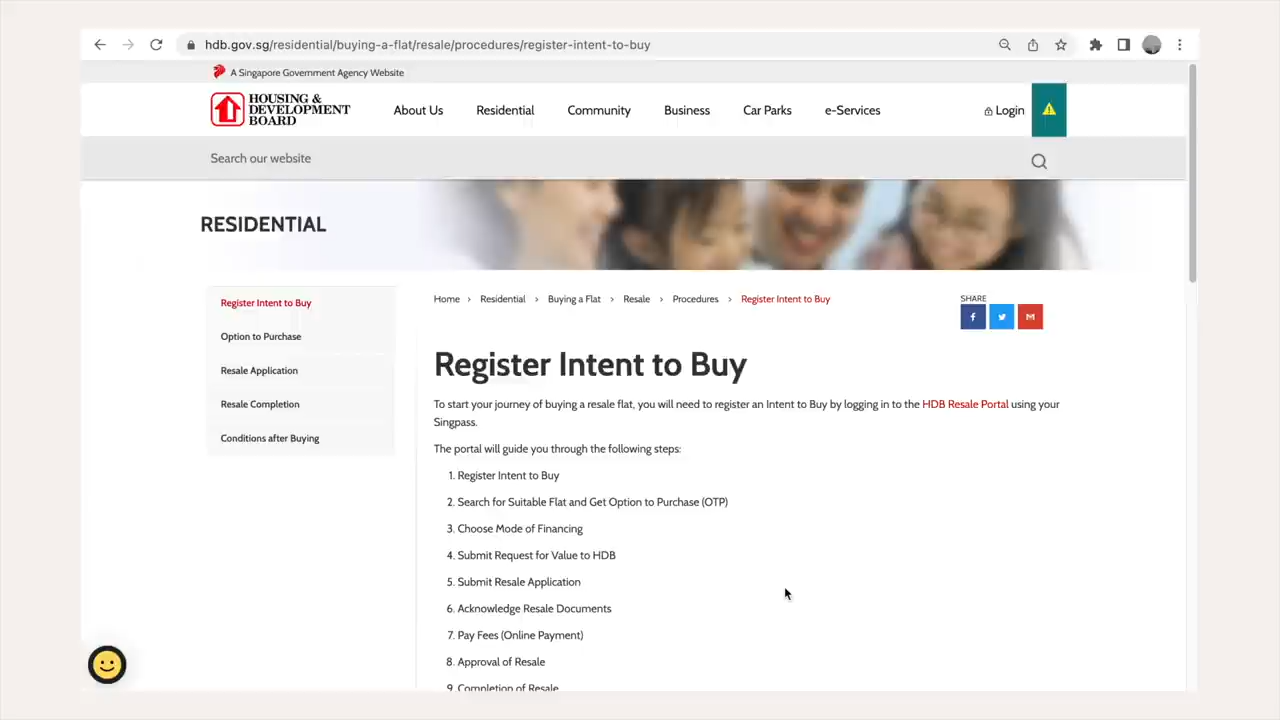 hdb.gov.sg/residential/buying-a-flat/resale/procedures/register-intent-to-buy
A Singapore Government Agency Website
HOUSING &
DEVELOPMENT
BOARD
About Us
Residential
Community
Business
Car Parks
e-Services
Login
Search our website
RESIDENTIAL
Register Intent to Buy
Option to Purchase
Resale Application
Resale Completion
Conditions after Buying
Home > Residential > Buying a Flat > Resale > Procedures > Register Intent to Buy
SHARE
Register Intent to Buy
To start your journey of buying a resale flat, you will need to register an Intent to Buy by logging in to the HDB Resale Portal using your
Singpass.
The portal will guide you through the following steps:
1. Register Intent to Buy
2. Search for Suitable Flat and Get Option to Purchase (OTP)
3. Choose Mode of Financing
4. Submit Request for Value to HDB
5. Submit Resale Application
6. Acknowledge Resale Documents
7. Pay Fees (Online Payment)
8. Approval of Resale
9. Completion of Resale